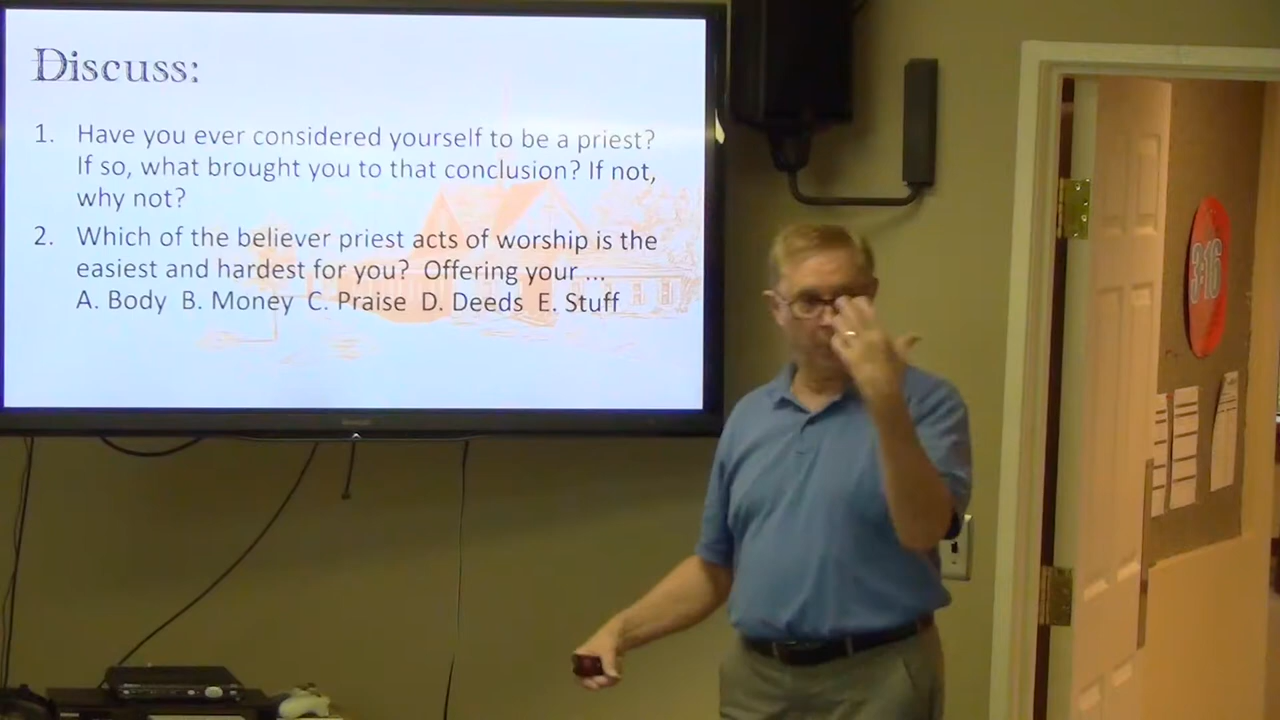 Discuss:
1. Have you ever considered yourself to be a priest?
If so, what brought you to that conclusion? If not,
why not?
2. Which of the believer priest acts of worship is the
easiest and hardest for you?  Offering your ...
A. Body  B. Money  C. Praise  D. Deeds  E. Stuff
3:16